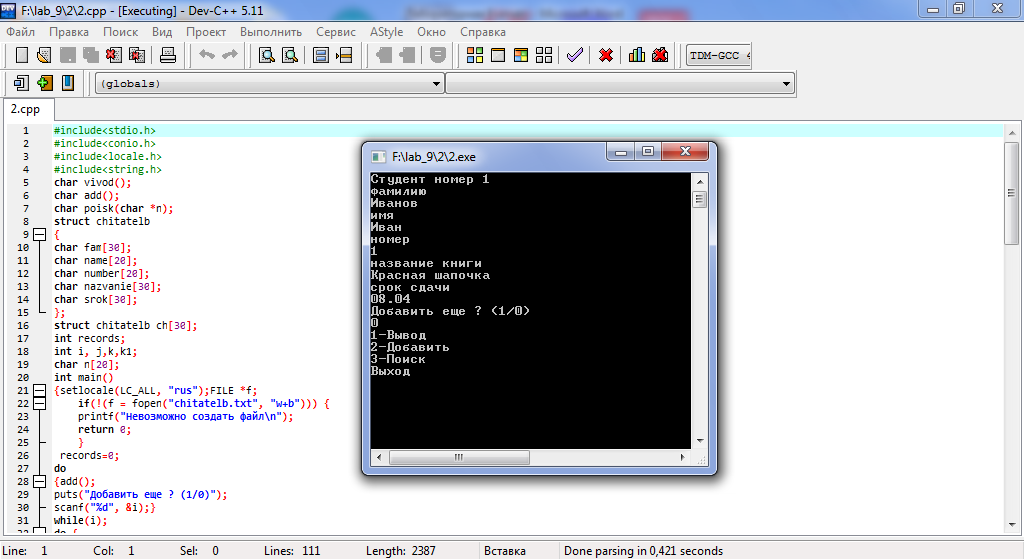 F:\lab_9\2\2.cpp - [Executing] - Dev-C++ 5.11
Файл Правка Поиск Вид Проект Выполнить Сервис AStyle Окно Справка
TDM-GCC 4
(globals)
2.cpp
1 #include<stdio.h>
2 #include<conio.h>
3 #include<locale.h>
4 #include<string.h>
5 char vivod();
6 char add();
7 char poisk(char *n);
8 struct chitatelb
9 {
10 char fam[30];
11 char name[20];
12 char number[20];
13 char nazvanie[30];
14 char srok[30];
15 };
16 struct chitatelb ch[30];
17 int records;
18 int i, j,k,k1;
19 char n[20];
20 int main()
21 {setlocale(LC_ALL, "rus");FILE *f;
22 if(!(f = fopen("chitatelb.txt", "w+b"))) {
23 printf("Невозможно создать файл\n");
24 return 0;
25 }
26 records=0;
27 do
28 {add();
29 puts("Добавить еще ? (1/0)");
30 scanf("%d", &i);}
31 while(i);
32 do {
F:\lab_9\2\2.exe
Студент номер 1
фамилию
Иванов
имя
Иван
номер
1
название книги
Красная шапочка
срок сдачи
08.04
Добавить еще ? (1/0)
0
1-Вывод
2-Добавить
3-Поиск
Выход
Line: 1 Col: 1 Sel: 0 Lines: 111 Length: 2387 Вставка Done parsing in 0,421 seconds